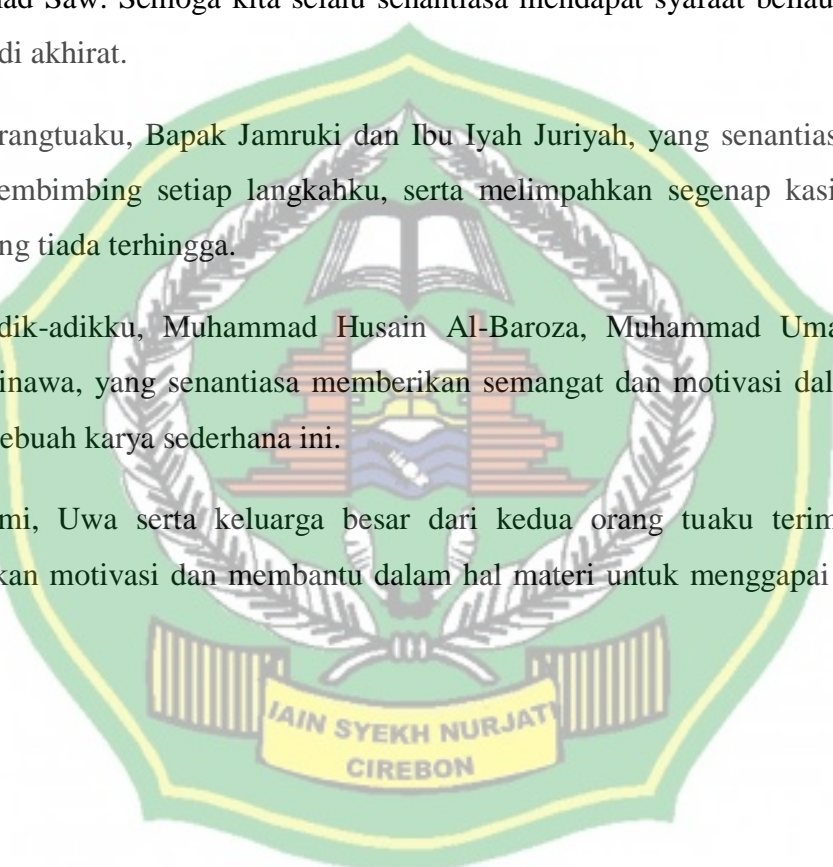 ad Saw. Semoga kita selalu senantiasa mendapat syafaat beliau
di akhirat.
rangtuaku, Bapak Jamruki dan Ibu Iyah Juriyah, yang senantias
embimbing setiap langkahku, serta melimpahkan segenap kasi
ng tiada terhingga.
dik-adikku, Muhammad Husain Al-Baroza, Muhammad Uma
inawa, yang senantiasa memberikan semangat dan motivasi dal
ebuah karya sederhana ini.
mi, Uwa serta keluarga besar dari kedua orang tuaku terim
kan motivasi dan membantu dalam hal materi untuk menggapai
IAIN SYEKH NURJATI
CIREBON